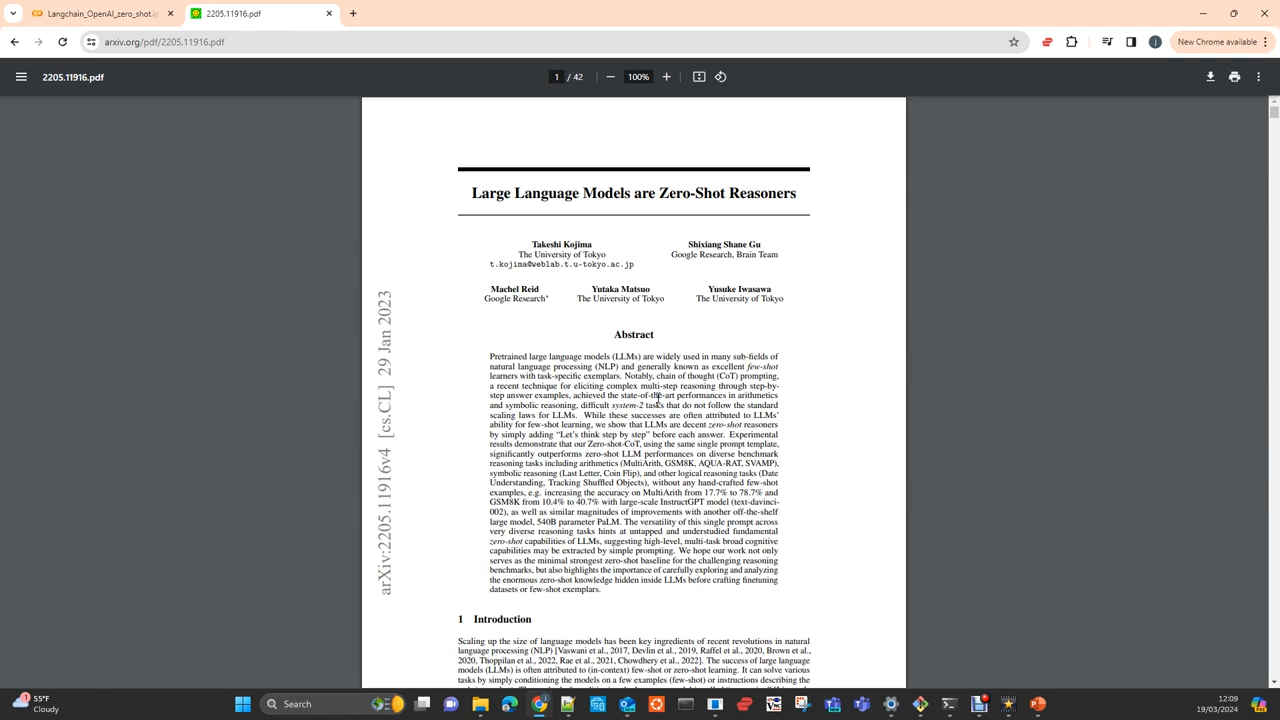 Langchain_OpenAI_zero_shot.ip
2205.11916.pdf
arxiv.org/pdf/2205.11916.pdf
New Chrome available
2205.11916.pdf
1 / 42
100%
Large Language Models are Zero-Shot Reasoners
Takeshi Kojima
The University of Tokyo
t.kojima@weblab.t.u-tokyo.ac.jp
Shixiang Shane Gu
Google Research, Brain Team
Machel Reid
Google Research*
Yutaka Matsuo
The University of Tokyo
Yusuke Iwasawa
The University of Tokyo
arXiv:2205.11916v4 [cs.CL] 29 Jan 2023
Abstract
Pretrained large language models (LLMs) are widely used in many sub-fields of
natural language processing (NLP) and generally known as excellent few-shot
learners with task-specific exemplars. Notably, chain of thought (CoT) prompting,
a recent technique for eliciting complex multi-step reasoning through step-by-
step answer examples, achieved the state-of-the-art performances in arithmetics
and symbolic reasoning, difficult system-2 tasks that do not follow the standard
scaling laws for LLMs. While these successes are often attributed to LLMs'
ability for few-shot learning, we show that LLMs are decent zero-shot reasoners
by simply adding “Let's think step by step” before each answer. Experimental
results demonstrate that our Zero-shot-CoT, using the same single prompt template,
significantly outperforms zero-shot LLM performances on diverse benchmark
reasoning tasks including arithmetics (MultiArith, GSM8K, AQUA-RAT, SVAMP),
symbolic reasoning (Last Letter, Coin Flip), and other logical reasoning tasks (Date
Understanding, Tracking Shuffled Objects), without any hand-crafted few-shot
examples, e.g. increasing the accuracy on MultiArith from 17.7% to 78.7% and
GSM8K from 10.4% to 40.7% with large-scale InstructGPT model (text-davinci-
002), as well as similar magnitudes of improvements with another off-the-shelf
large model, 540B parameter PaLM. The versatility of this single prompt across
very diverse reasoning tasks hints at untapped and understudied fundamental
zero-shot capabilities of LLMs, suggesting high-level, multi-task broad cognitive
capabilities may be extracted by simple prompting. We hope our work not only
serves as the minimal strongest zero-shot baseline for the challenging reasoning
benchmarks, but also highlights the importance of carefully exploring and analyzing
the enormous zero-shot knowledge hidden inside LLMs before crafting finetuning
datasets or few-shot exemplars.
1 Introduction
Scaling up the size of language models has been key ingredients of recent revolutions in natural
language processing (NLP) [Vaswani et al., 2017, Devlin et al., 2019, Raffel et al., 2020, Brown et al.,
2020, Thoppilan et al., 2022, Rae et al., 2021, Chowdhery et al., 2022]. The success of large language
models (LLMs) is often attributed to (in-context) few-shot or zero-shot learning. It can solve various
tasks by simply conditioning the models on a few examples (few-shot) or instructions describing the
55°F
Cloudy
Search
12:09
19/03/2024